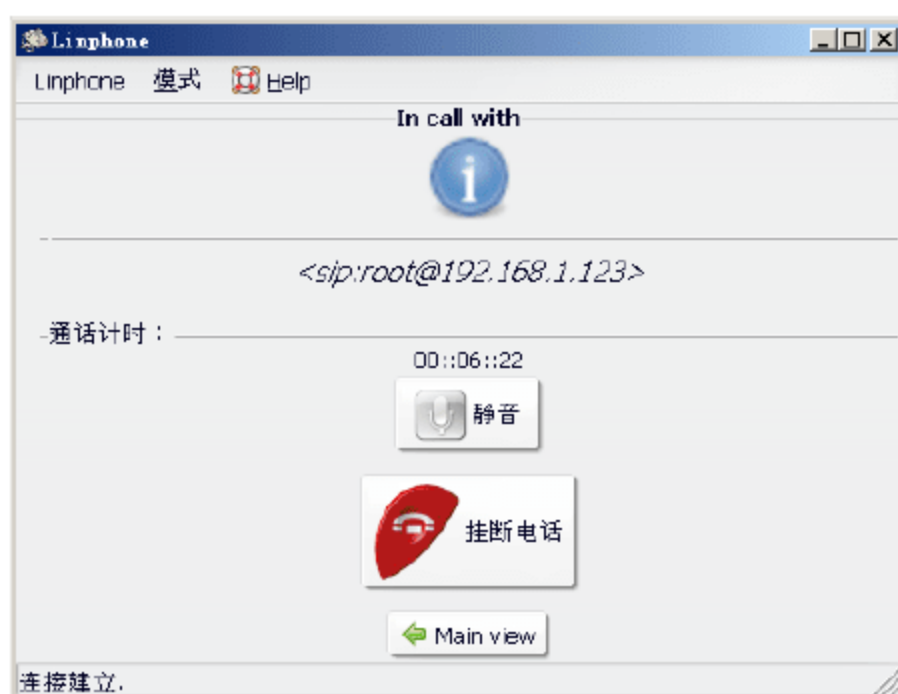 Linphone
Linphone 模式 Help
In call with
<sip:root@192.168.1.123>
通话计时：
00::06::22
静音
挂断电话
Main view
连接建立.